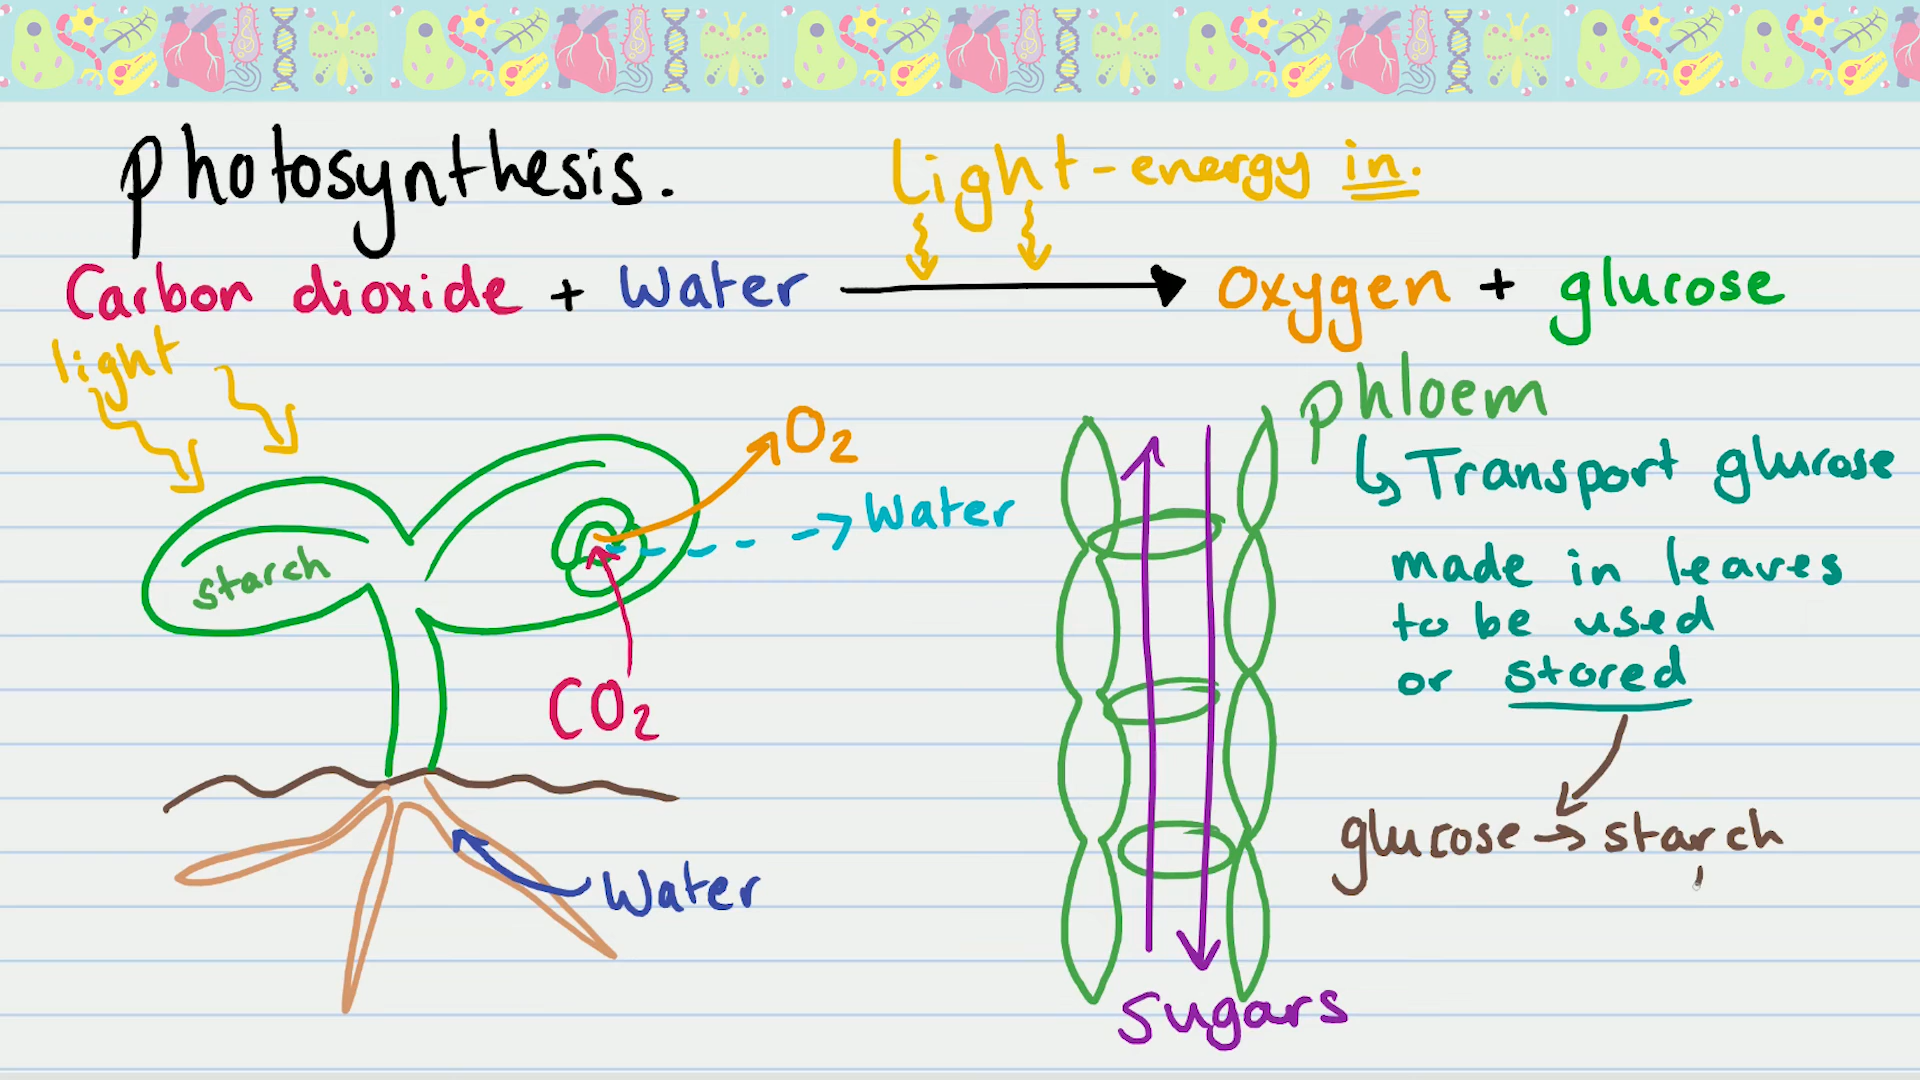 Photosynthesis.
Light-energy in.
Carbon dioxide + Water → Oxygen + glucose
light
Phloem
↳ Transport glucose
made in leaves
to be used
or stored
O2
Water
starch
CO2
glucose → starch
Water
Sugars